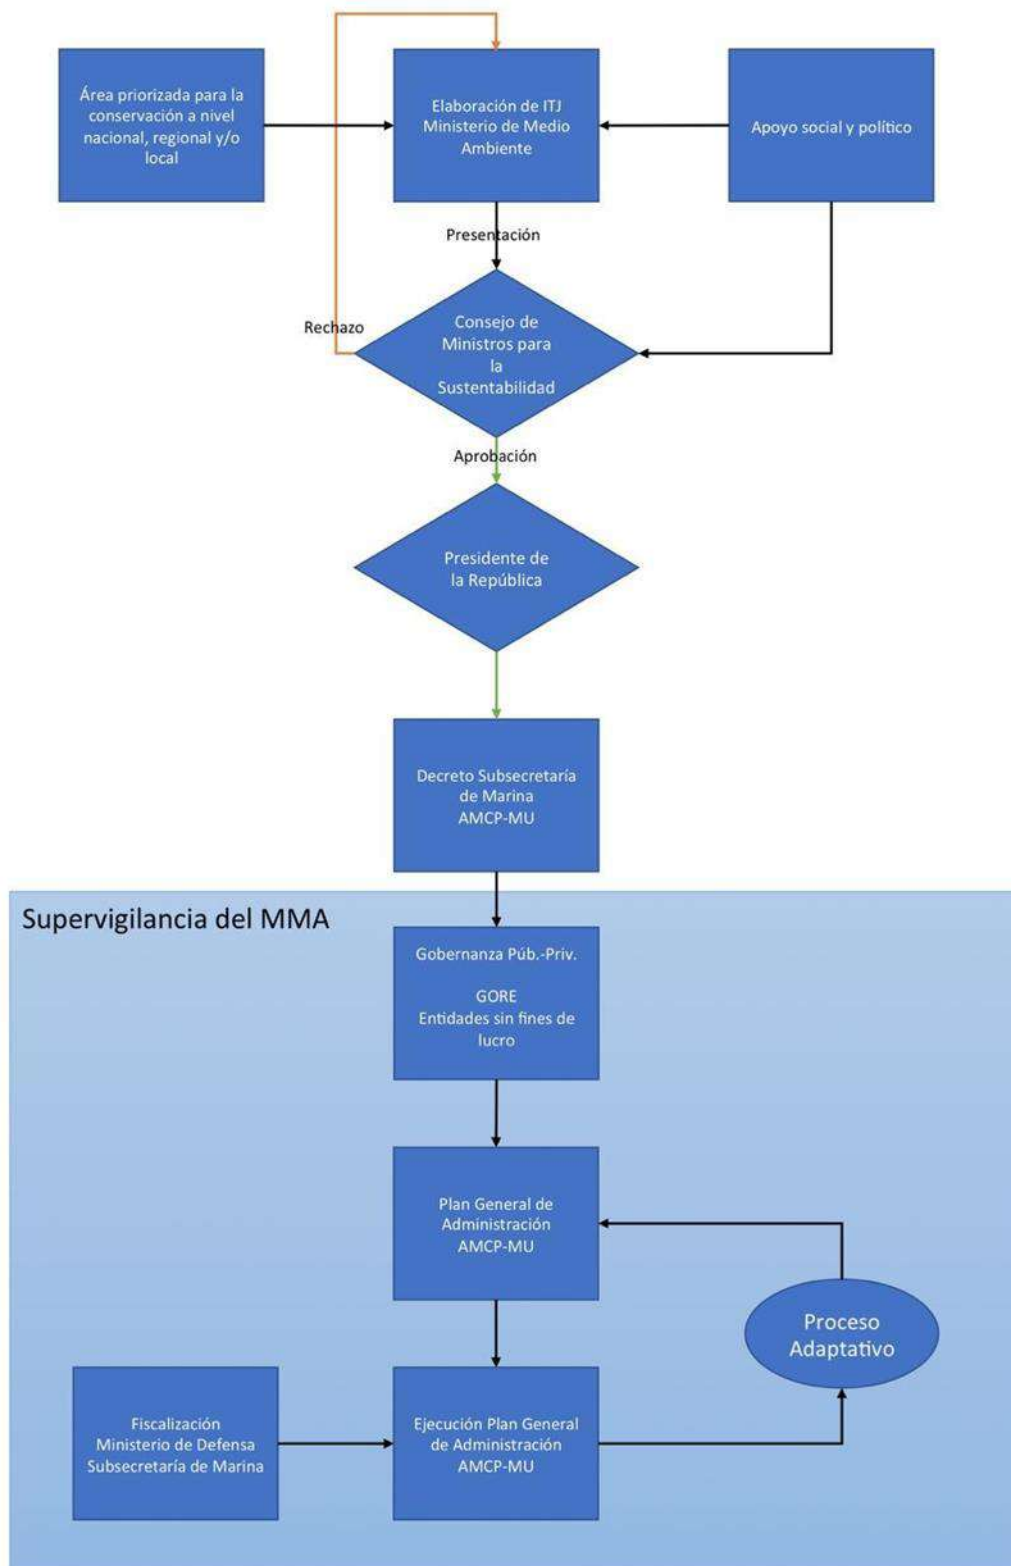 Área priorizada para la
conservación a nivel
nacional, regional y/o
local
Elaboración de ITJ
Ministerio de Medio
Ambiente
Apoyo social y político
Presentación
Rechazo
Consejo de
Ministros para
la
Sustentabilidad
Aprobación
Presidente de
la República
Decreto Subsecretaría
de Marina
AMCP-MU
Supervigilancia del MMA
Gobernanza Púb.-Priv.
GORE
Entidades sin fines de
lucro
Plan General de
Administración
AMCP-MU
Proceso
Adaptativo
Fiscalización
Ministerio de Defensa
Subsecretaría de Marina
Ejecución Plan General
de Administración
AMCP-MU